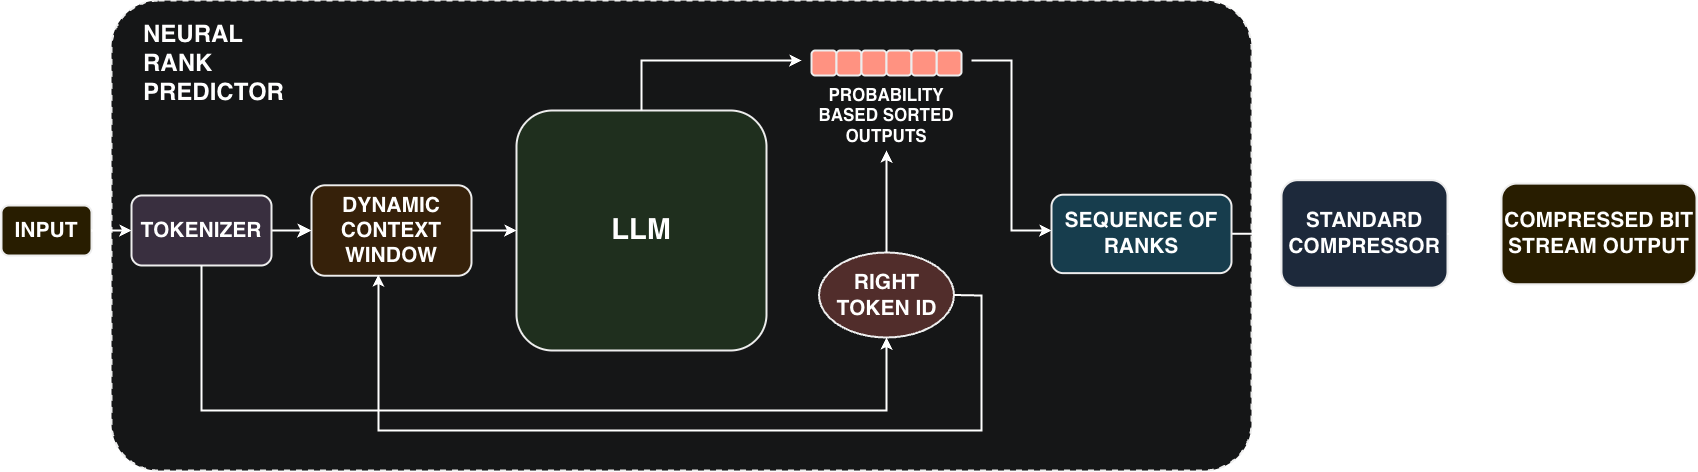 NEURAL
RANK
PREDICTOR
INPUT
TOKENIZER
DYNAMIC
CONTEXT
WINDOW
LLM
PROBABILITY
BASED SORTED
OUTPUTS
RIGHT
TOKEN ID
SEQUENCE OF
RANKS
STANDARD
COMPRESSOR
COMPRESSED BIT
STREAM OUTPUT